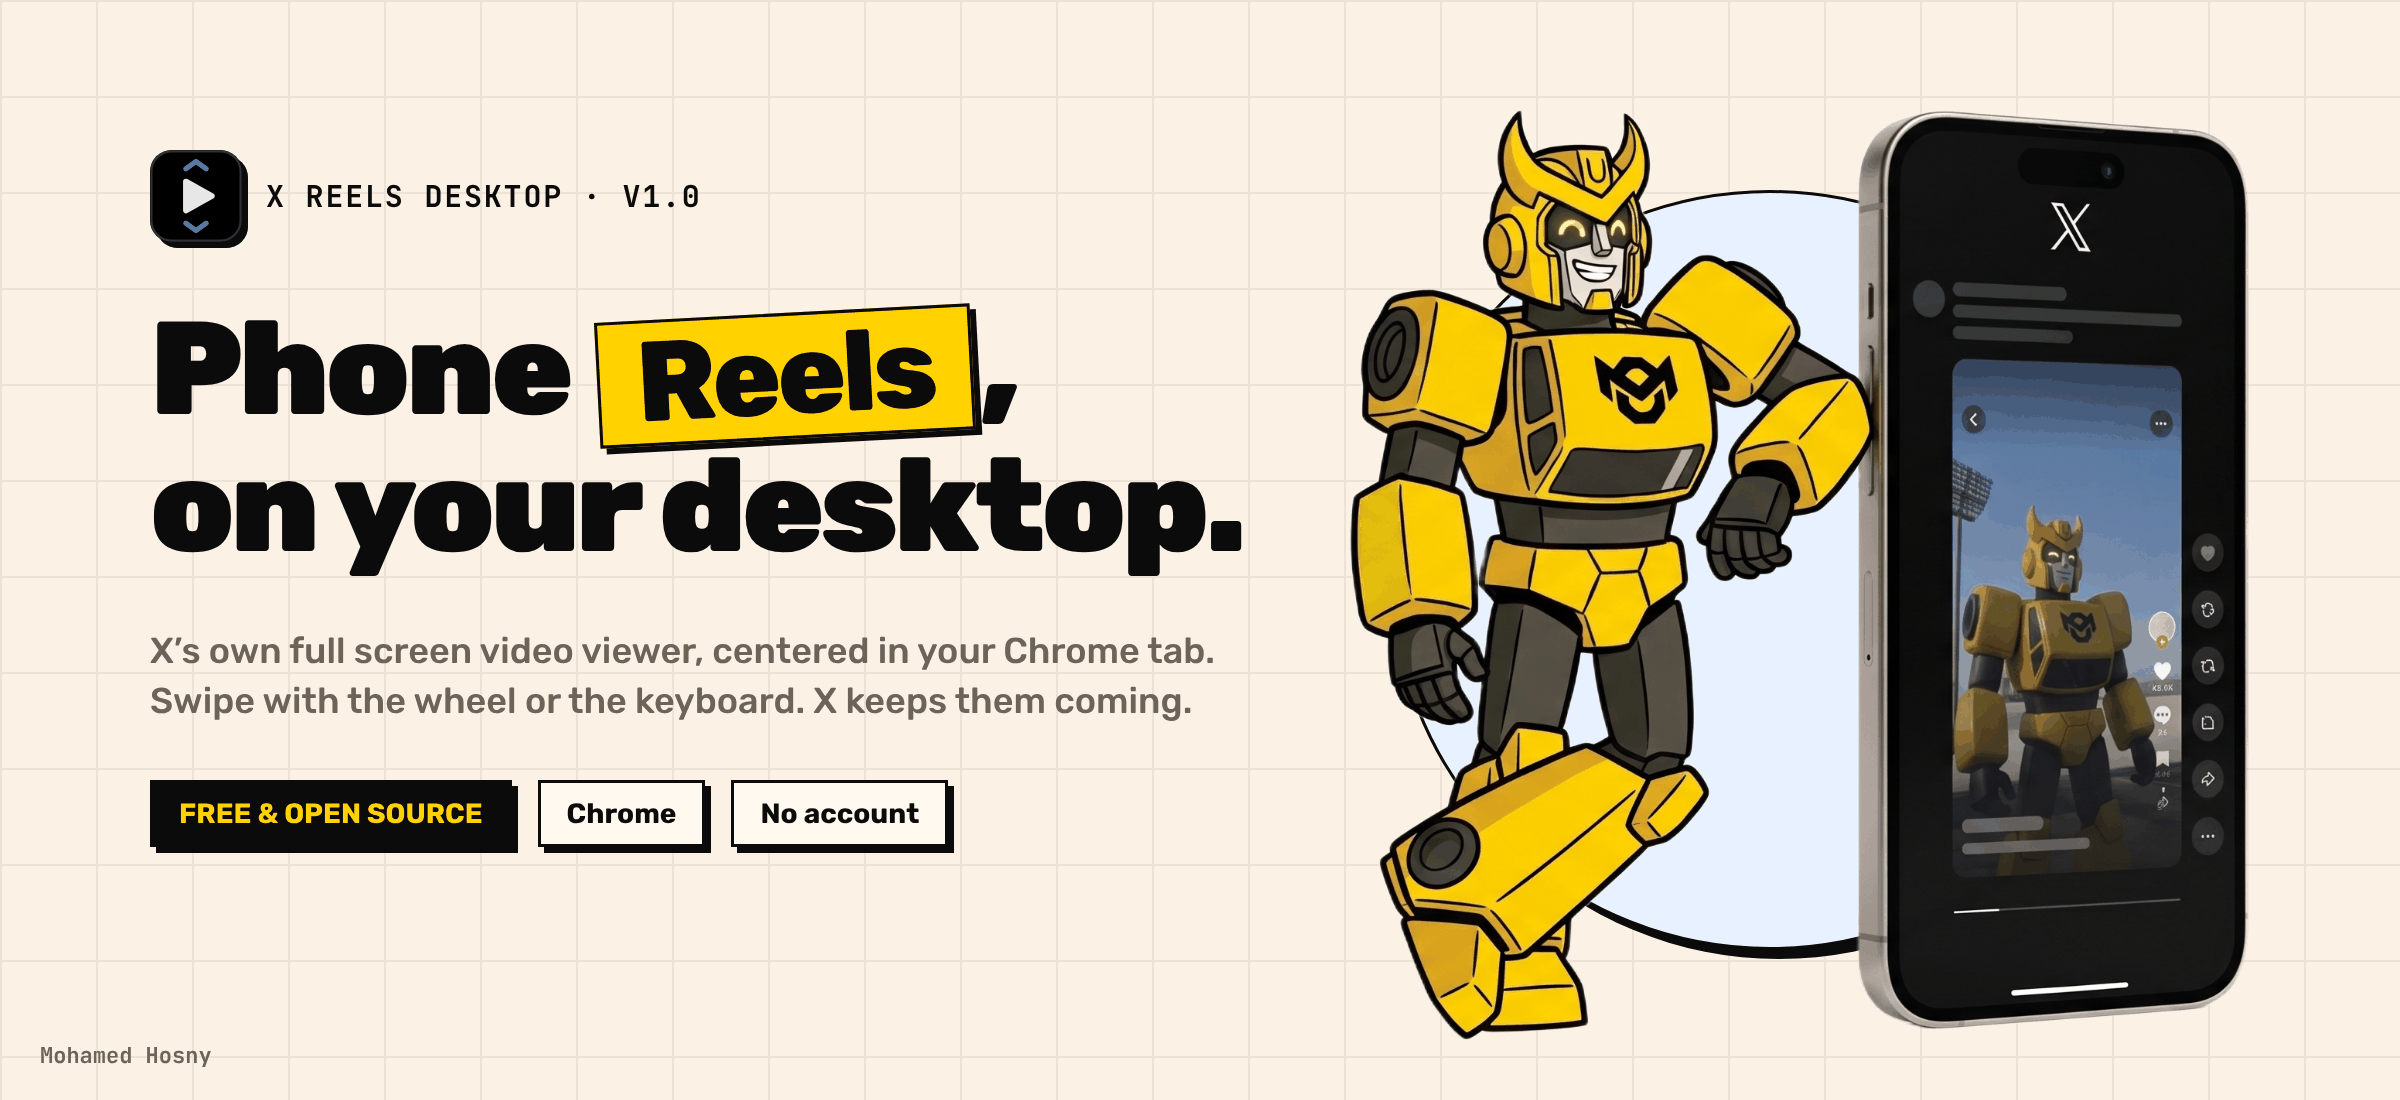 X REELS DESKTOP · V1.0
Phone Reels,
on your desktop.
X’s own full screen video viewer, centered in your Chrome tab.
Swipe with the wheel or the keyboard. X keeps them coming.
FREE & OPEN SOURCE
Chrome
No account
Mohamed Hosny
X